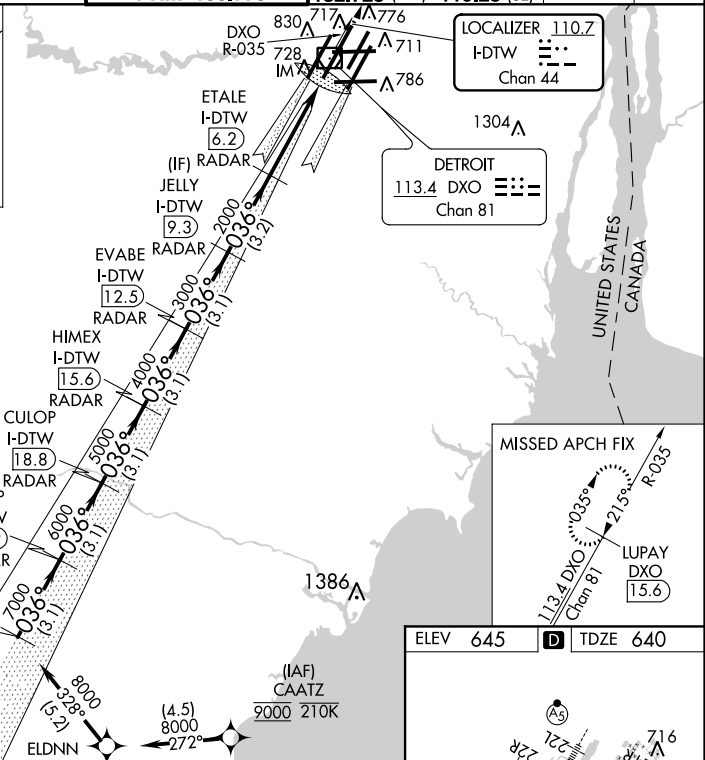 830
717
776
DXO
R-035
728
IM
711
786
LOCALIZER 110.7
I-DTW
Chan 44
1304
DETROIT
113.4 DXO
Chan 81
ETALE
I-DTW
6.2
RADAR
(IF)
JELLY
I-DTW
9.3
RADAR
2000
036°
(3.2)
EVABE
I-DTW
12.5
RADAR
3000
036°
(3.1)
HIMEX
I-DTW
15.6
RADAR
4000
036°
(3.1)
CULOP
I-DTW
18.8
RADAR
5000
036°
(3.1)
6000
036°
(3.1)
7000
036°
(3.1)
UNITED STATES
CANADA
MISSED APCH FIX
R-035
035°
215°
113.4 DXO
Chan 81
LUPAY
DXO
15.6
1386
ELEV 645 D TDZE 640
(IAF)
CAATZ
9000 210K
8000
328°
(5.2)
(4.5)
8000
272°
ELDNN
A5
22L
22R
716